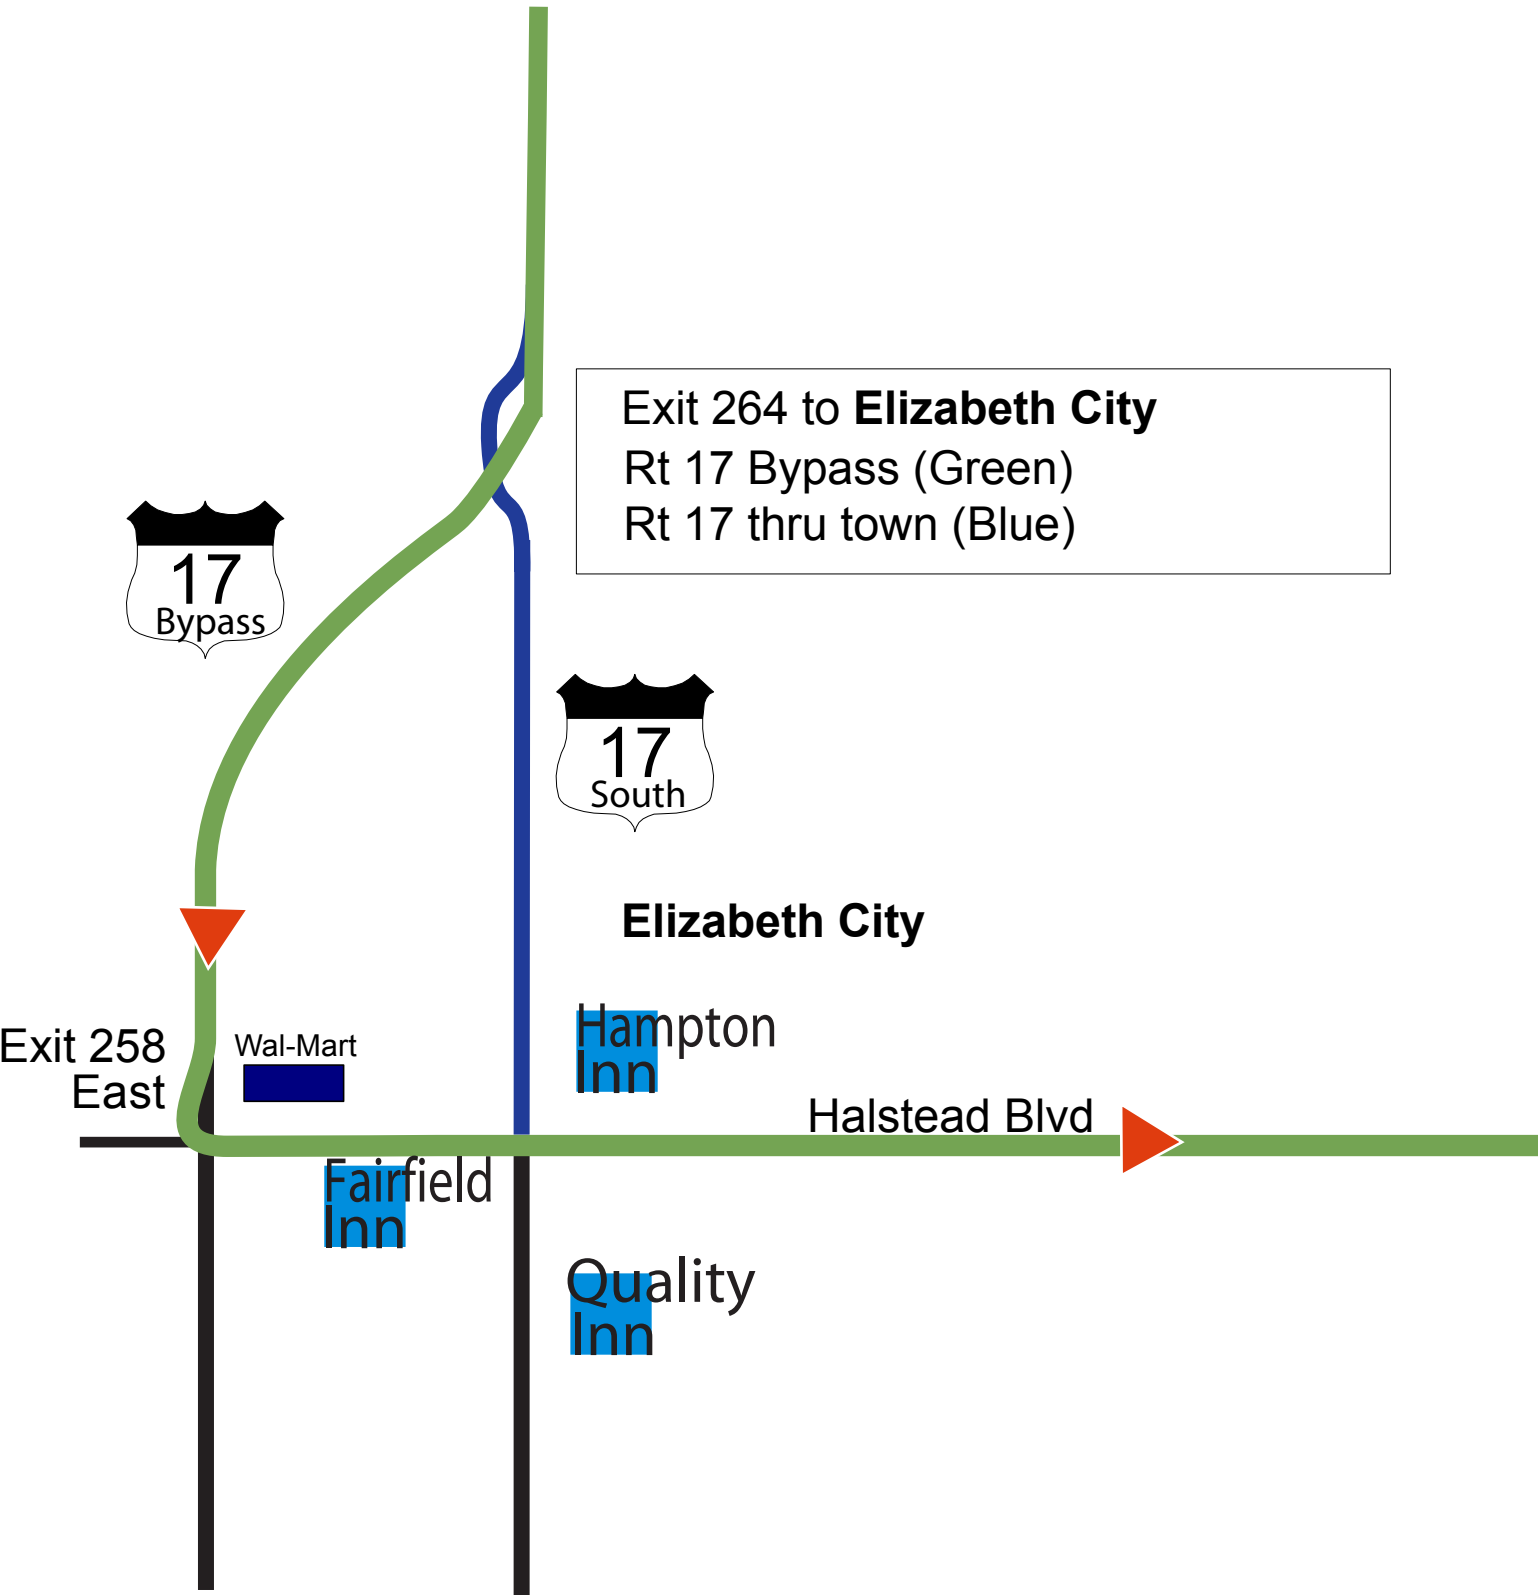 Exit 264 to Elizabeth City
Rt 17 Bypass (Green)
Rt 17 thru town (Blue)
17
Bypass
17
South
Elizabeth City
Hampton
Inn
Exit 258
East
Wal-Mart
Halstead Blvd
Fairfield
Inn
Quality
Inn